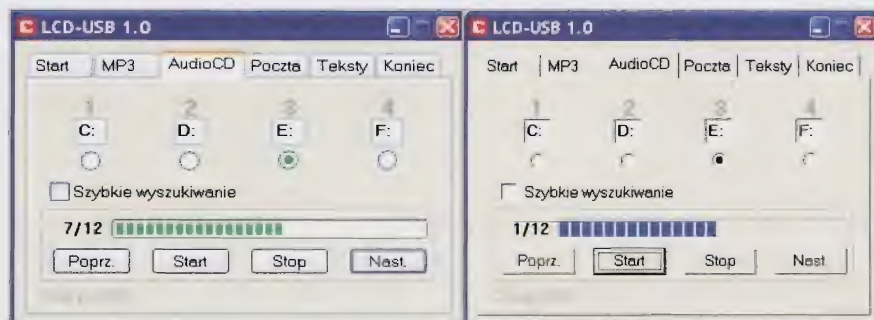 LCD-USB 1.0
Start MP3 AudioCD Poczta Teksty Koniec
1 2 3 4
C: D: E: F:
Szybkie wyszukiwanie
7/12
Poprz. Start Stop Nast.
LCD-USB 1.0
Start MP3 AudioCD Poczta Teksty Koniec
1 2 3 4
C: D: E: F:
Szybkie wyszukiwanie
1/12
Poprz. Start Stop Nast.